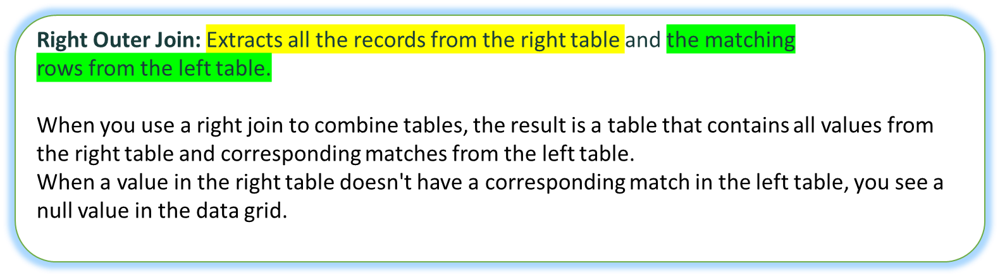 Right Outer Join: Extracts all the records from the right table and the matching
rows from the left table.
When you use a right join to combine tables, the result is a table that contains all values from
the right table and corresponding matches from the left table.
When a value in the right table doesn't have a corresponding match in the left table, you see a
null value in the data grid.